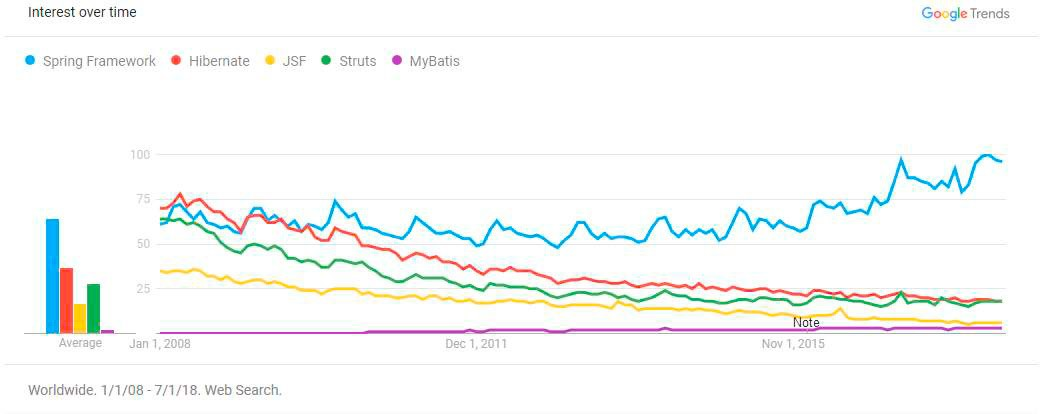 Interest over time
Google Trends
Spring Framework Hibernate JSF Struts MyBatis
100
75
50
25
Note
Average Jan 1, 2008 Dec 1, 2011 Nov 1, 2015
Worldwide. 1/1/08 - 7/1/18. Web Search.